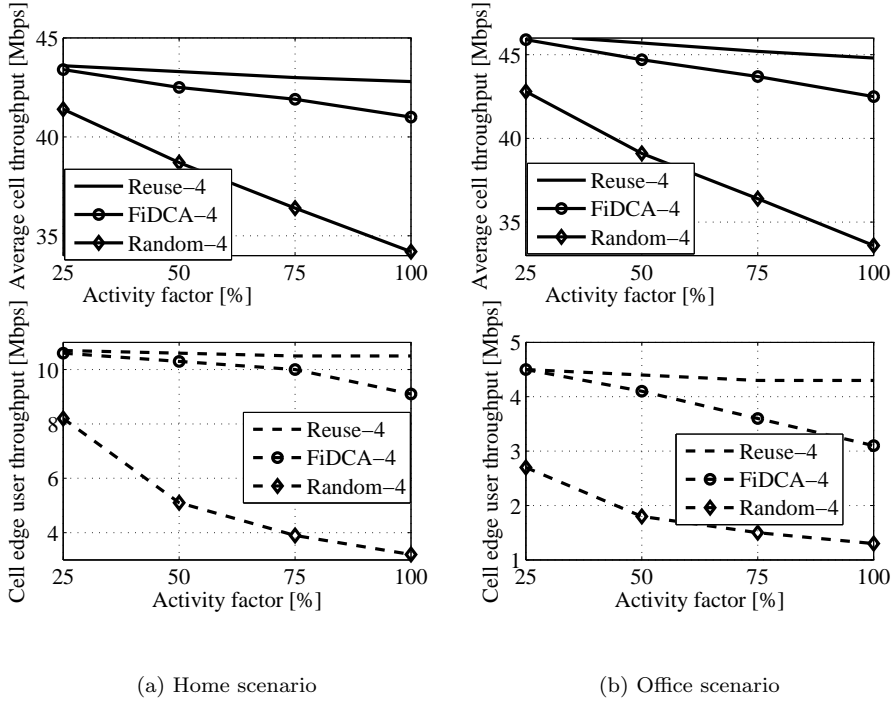 Average cell throughput [Mbps]
45
40
35
25
50
75
100
Activity factor [%]
Reuse–4
FiDCA–4
Random–4
Average cell throughput [Mbps]
45
40
35
25
50
75
100
Activity factor [%]
Reuse–4
FiDCA–4
Random–4
Cell edge user throughput [Mbps]
10
8
6
4
25
50
75
100
Activity factor [%]
Reuse–4
FiDCA–4
Random–4
Cell edge user throughput [Mbps]
5
4
3
2
1
25
50
75
100
Activity factor [%]
Reuse–4
FiDCA–4
Random–4
(a) Home scenario
(b) Office scenario